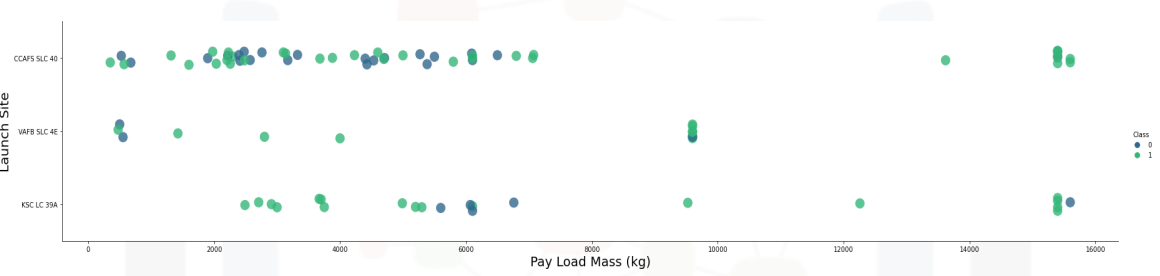 CCAFS SLC 40
VAFB SLC 4E
KSC LC 39A
Launch Site
0 2000 4000 6000 8000 10000 12000 14000 16000
Pay Load Mass (kg)
Class
0
1